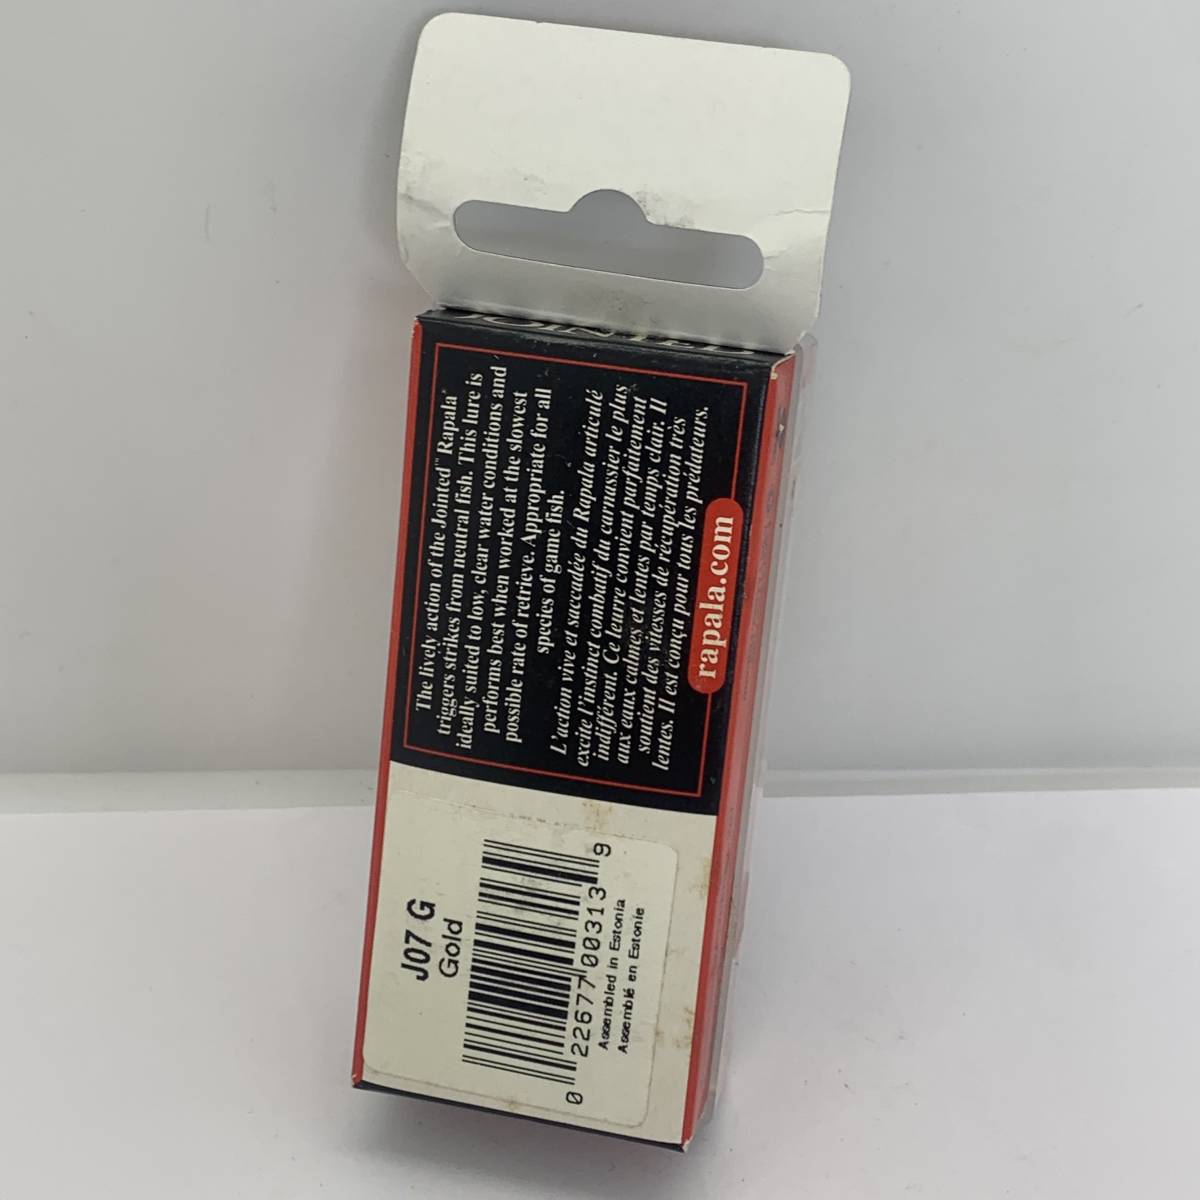 JOINTED
The lively action of the Jointed™ Rapala®
triggers strikes from neutral fish. This lure is
ideally suited to low, clear water conditions and
performs best when worked at the slowest
possible rate of retrieve. Appropriate for all
species of game fish.
L'action vive et saccadée du Rapala articulé
excite l'instinct combatif du carnassier le plus
indifférent. Ce leurre convient parfaitement
aux eaux calmes et lentes par temps clair. Il
soutient des vitesses de récupération très
lentes. Il est conçu pour tous les prédateurs.
rapala.com
J07 G
Gold
0 22677 00313 9
Assembled in Estonia
Assemblé en Estonie